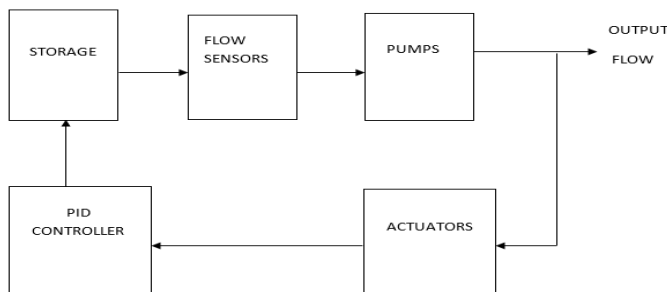 STORAGE
FLOW
SENSORS
PUMPS
OUTPUT
FLOW
PID
CONTROLLER
ACTUATORS